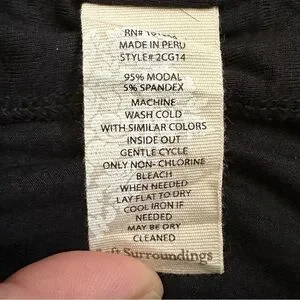 RN#
MADE IN PERU
STYLE# 2CG14
95% MODAL
5% SPANDEX
MACHINE
WASH COLD
WITH SIMILAR COLORS
INSIDE OUT
GENTLE CYCLE
ONLY NON- CHLORINE
BLEACH
WHEN NEEDED
LAY FLAT TO DRY
COOL IRON IF
NEEDED
MAY BE DRY
CLEANED
Surroundings